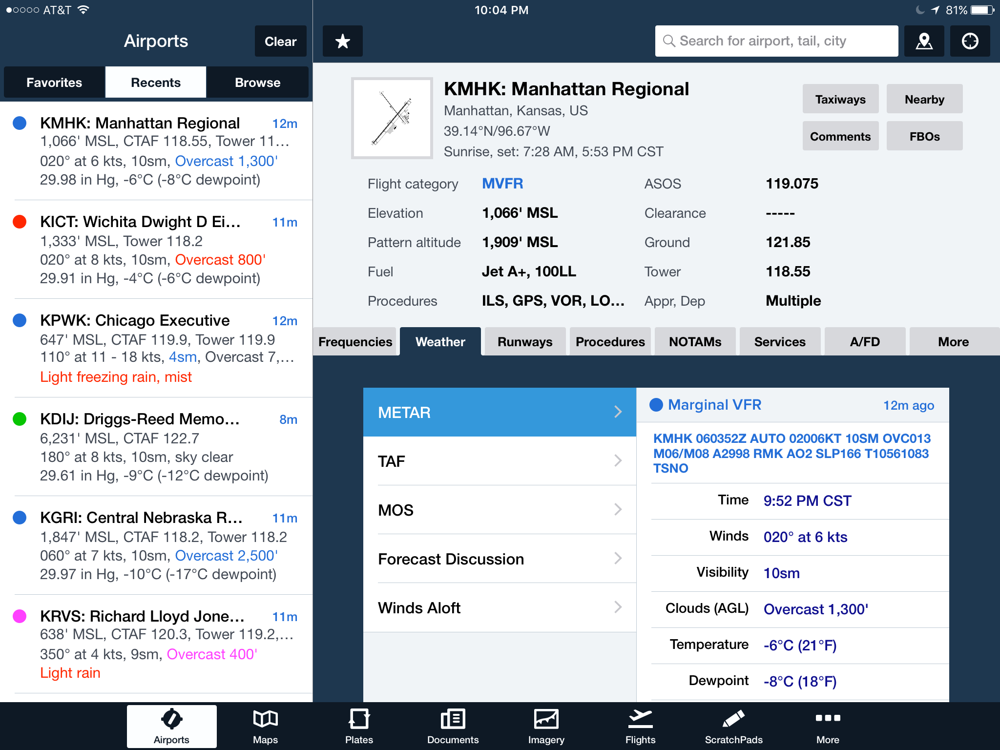 AT&T
10:04 PM
81%
Airports
Clear
Search for airport, tail, city
Favorites
Recents
Browse
KMHK: Manhattan Regional 12m
1,066' MSL, CTAF 118.55, Tower 11…
020° at 6 kts, 10sm, Overcast 1,300'
29.98 in Hg, -6°C (-8°C dewpoint)
KICT: Wichita Dwight D Ei… 11m
1,333' MSL, Tower 118.2
020° at 8 kts, 10sm, Overcast 800'
29.91 in Hg, -4°C (-6°C dewpoint)
KPWK: Chicago Executive 12m
647' MSL, CTAF 119.9, Tower 119.9
110° at 11 - 18 kts, 4sm, Overcast 7,…
Light freezing rain, mist
KDIJ: Driggs-Reed Memo… 8m
6,231' MSL, CTAF 122.7
180° at 8 kts, 10sm, sky clear
29.61 in Hg, -9°C (-12°C dewpoint)
KGRI: Central Nebraska R… 11m
1,847' MSL, CTAF 118.2, Tower 118.2
060° at 7 kts, 10sm, Overcast 2,500'
29.97 in Hg, -10°C (-17°C dewpoint)
KRVS: Richard Lloyd Jone… 11m
638' MSL, CTAF 120.3, Tower 119.2,…
350° at 4 kts, 9sm, Overcast 400'
Light rain
KMHK: Manhattan Regional
Manhattan, Kansas, US
39.14°N/96.67°W
Sunrise, set: 7:28 AM, 5:53 PM CST
Taxiways
Nearby
Comments
FBOs
Flight category MVFR
ASOS 119.075
Elevation 1,066' MSL
Clearance -----
Pattern altitude 1,909' MSL
Ground 121.85
Fuel Jet A+, 100LL
Tower 118.55
Procedures ILS, GPS, VOR, LO…
Appr, Dep Multiple
Frequencies
Weather
Runways
Procedures
NOTAMs
Services
A/FD
More
METAR
TAF
MOS
Forecast Discussion
Winds Aloft
Marginal VFR 12m ago
KMHK 060352Z AUTO 02006KT 10SM OVC013
M06/M08 A2998 RMK AO2 SLP166 T10561083
TSNO
Time 9:52 PM CST
Winds 020° at 6 kts
Visibility 10sm
Clouds (AGL) Overcast 1,300'
Temperature -6°C (21°F)
Dewpoint -8°C (18°F)
Airports
Maps
Plates
Documents
Imagery
Flights
ScratchPads
More